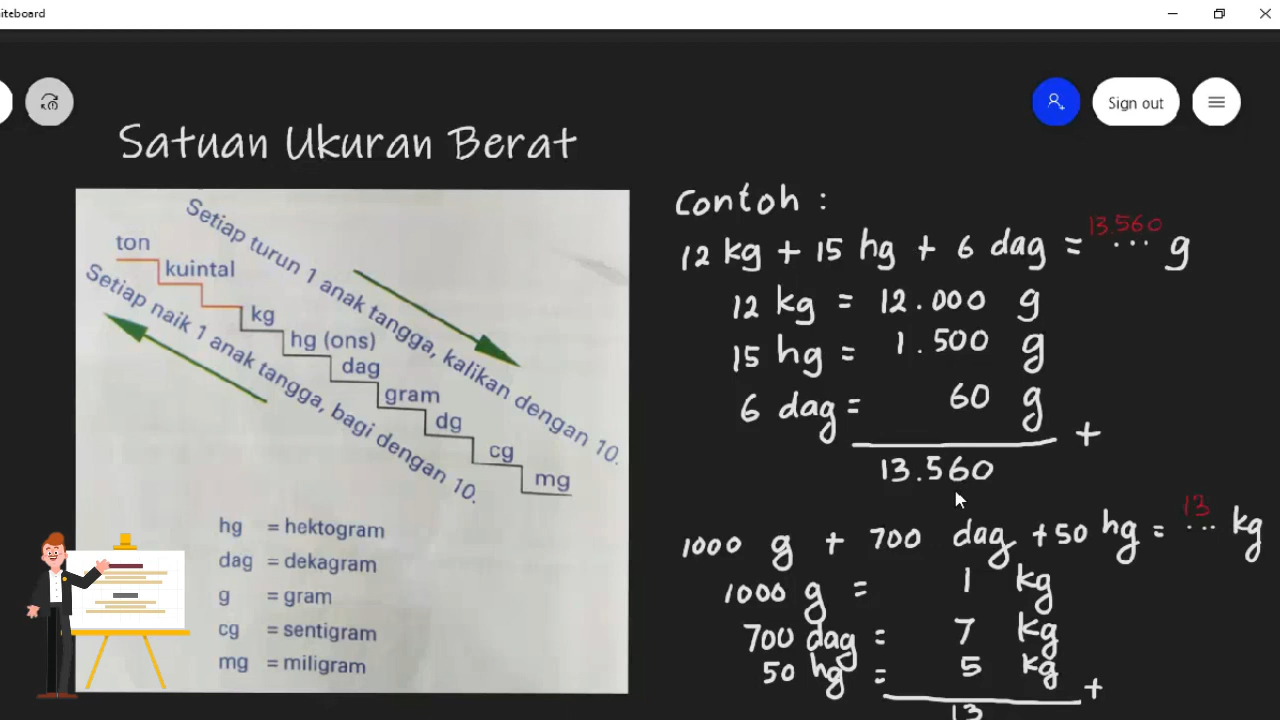 iteboard
Sign out
Satuan Ukuran Berat
Setiap turun 1 anak tangga, kalikan dengan 10.
Setiap naik 1 anak tangga, bagi dengan 10.
ton
kuintal
kg
hg (ons)
dag
gram
dg
cg
mg
hg = hektogram
dag = dekagram
g = gram
cg = sentigram
mg = miligram
Contoh :
12 kg + 15 hg + 6 dag = 13.560 ... g
12 kg = 12.000 g
15 hg = 1.500 g
6 dag = 60 g
+
13.560
1000 g + 700 dag + 50 hg = 13 ... kg
1000 g = 1 kg
700 dag = 7 kg
50 hg = 5 kg
+
13